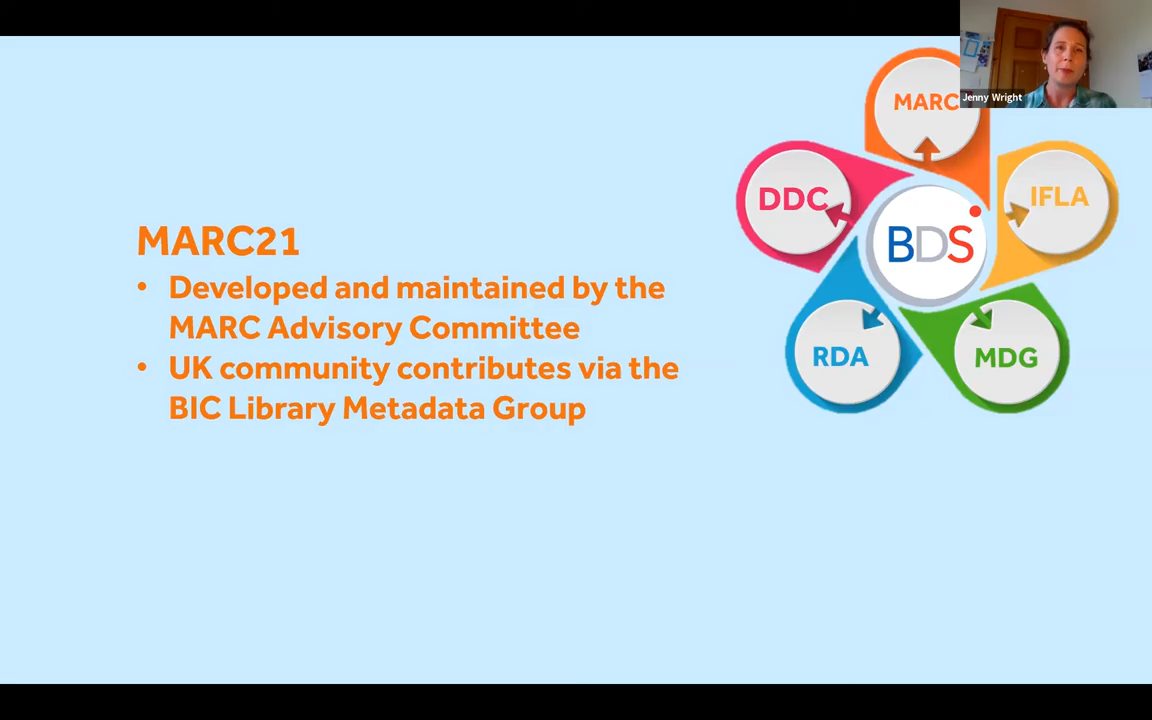 MARC21
• Developed and maintained by the
MARC Advisory Committee
• UK community contributes via the
BIC Library Metadata Group
MARC
Jenny Wright
DDC
IFLA
BDS
RDA
MDG